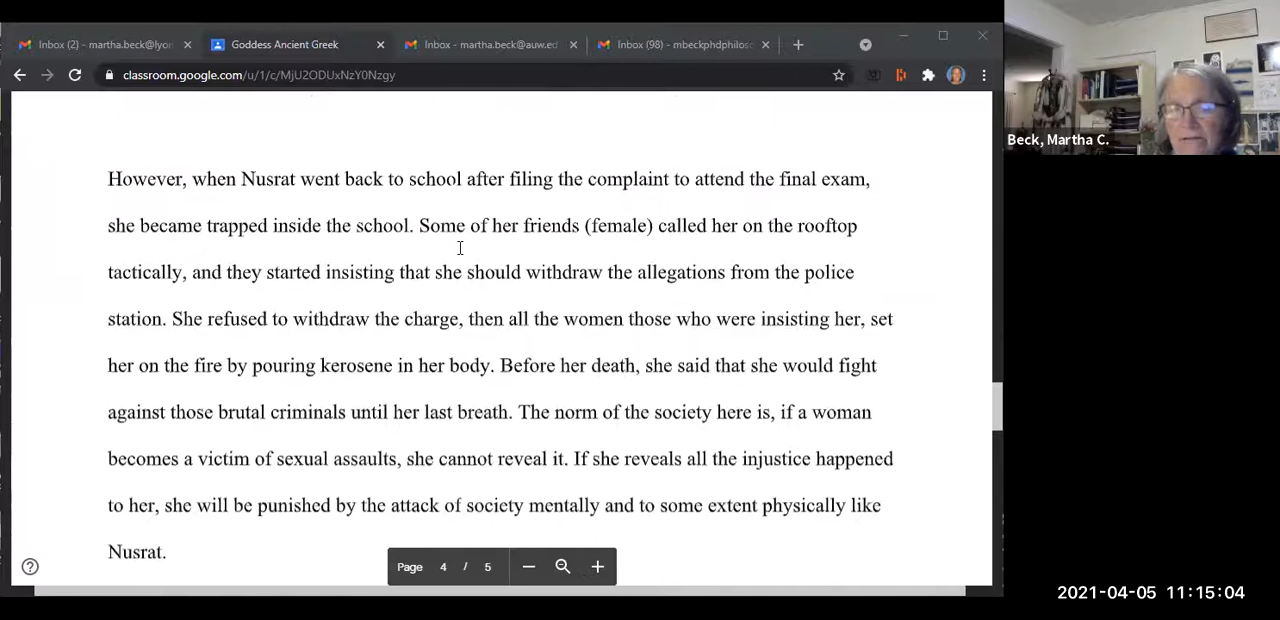 Inbox (2) - martha.beck@lyon
Goddess Ancient Greek
Inbox - martha.beck@auw.ed
Inbox (98) - mbeckphdphilosc
classroom.google.com/u/1/c/MjU2ODUxNzY0Nzgy
Beck, Martha C.
However, when Nusrat went back to school after filing the complaint to attend the final exam,
she became trapped inside the school. Some of her friends (female) called her on the rooftop
tactically, and they started insisting that she should withdraw the allegations from the police
station. She refused to withdraw the charge, then all the women those who were insisting her, set
her on the fire by pouring kerosene in her body. Before her death, she said that she would fight
against those brutal criminals until her last breath. The norm of the society here is, if a woman
becomes a victim of sexual assaults, she cannot reveal it. If she reveals all the injustice happened
to her, she will be punished by the attack of society mentally and to some extent physically like
Nusrat.
Page 4 / 5
2021-04-05 11:15:04